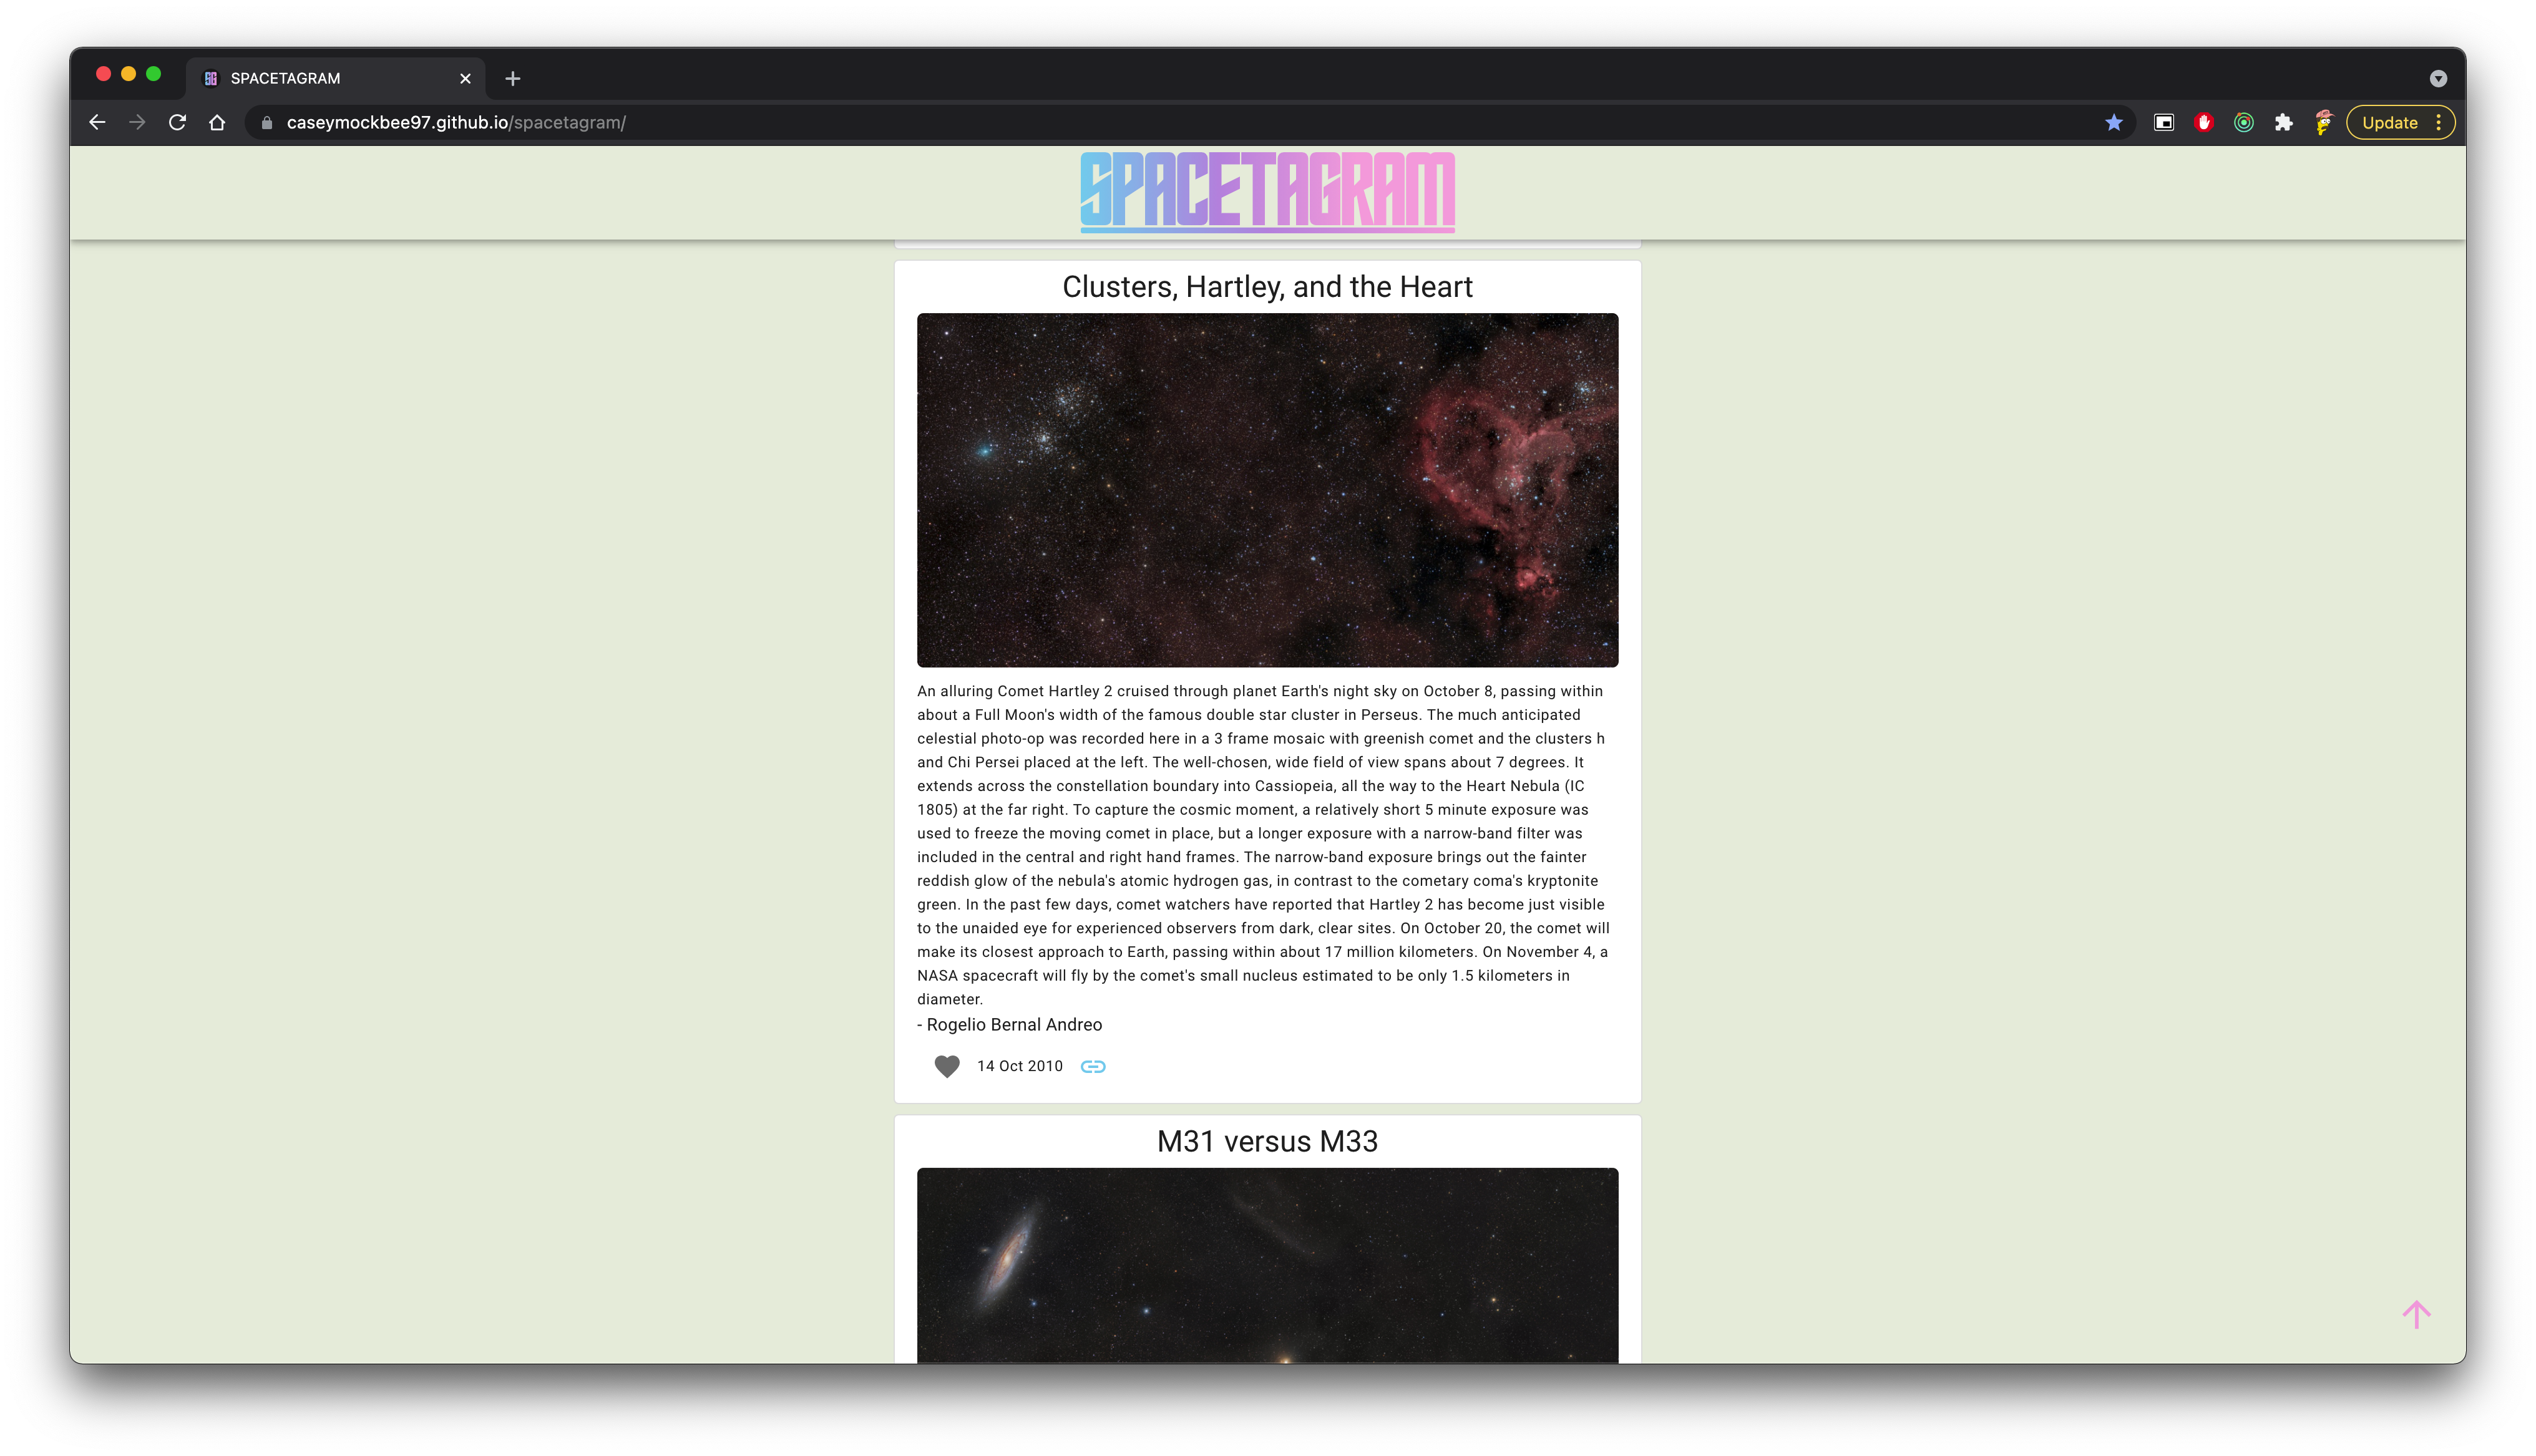 SPACETAGRAM
caseymockbee97.github.io/spacetagram/
Update
SPACETAGRAM
Clusters, Hartley, and the Heart
An alluring Comet Hartley 2 cruised through planet Earth's night sky on October 8, passing within
about a Full Moon's width of the famous double star cluster in Perseus. The much anticipated
celestial photo-op was recorded here in a 3 frame mosaic with greenish comet and the clusters h
and Chi Persei placed at the left. The well-chosen, wide field of view spans about 7 degrees. It
extends across the constellation boundary into Cassiopeia, all the way to the Heart Nebula (IC
1805) at the far right. To capture the cosmic moment, a relatively short 5 minute exposure was
used to freeze the moving comet in place, but a longer exposure with a narrow-band filter was
included in the central and right hand frames. The narrow-band exposure brings out the fainter
reddish glow of the nebula's atomic hydrogen gas, in contrast to the cometary coma's kryptonite
green. In the past few days, comet watchers have reported that Hartley 2 has become just visible
to the unaided eye for experienced observers from dark, clear sites. On October 20, the comet will
make its closest approach to Earth, passing within about 17 million kilometers. On November 4, a
NASA spacecraft will fly by the comet's small nucleus estimated to be only 1.5 kilometers in
diameter.
- Rogelio Bernal Andreo
14 Oct 2010
M31 versus M33